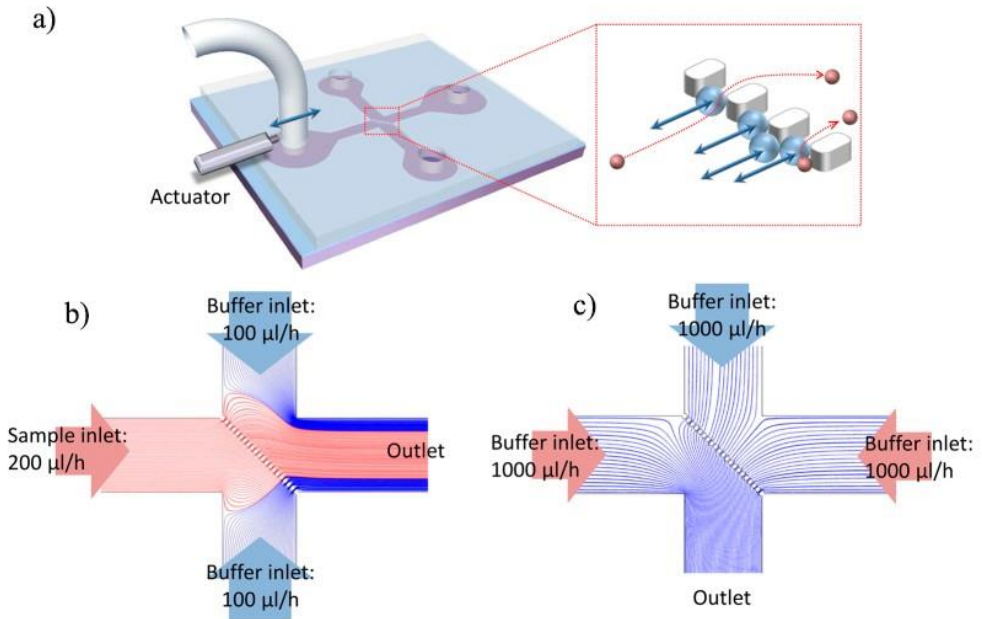 a)
Actuator
b)
Buffer inlet:
100 µl/h
Sample inlet:
200 µl/h
Outlet
Buffer inlet:
100 µl/h
c)
Buffer inlet:
1000 µl/h
Buffer inlet:
1000 µl/h
Buffer inlet:
1000 µl/h
Outlet